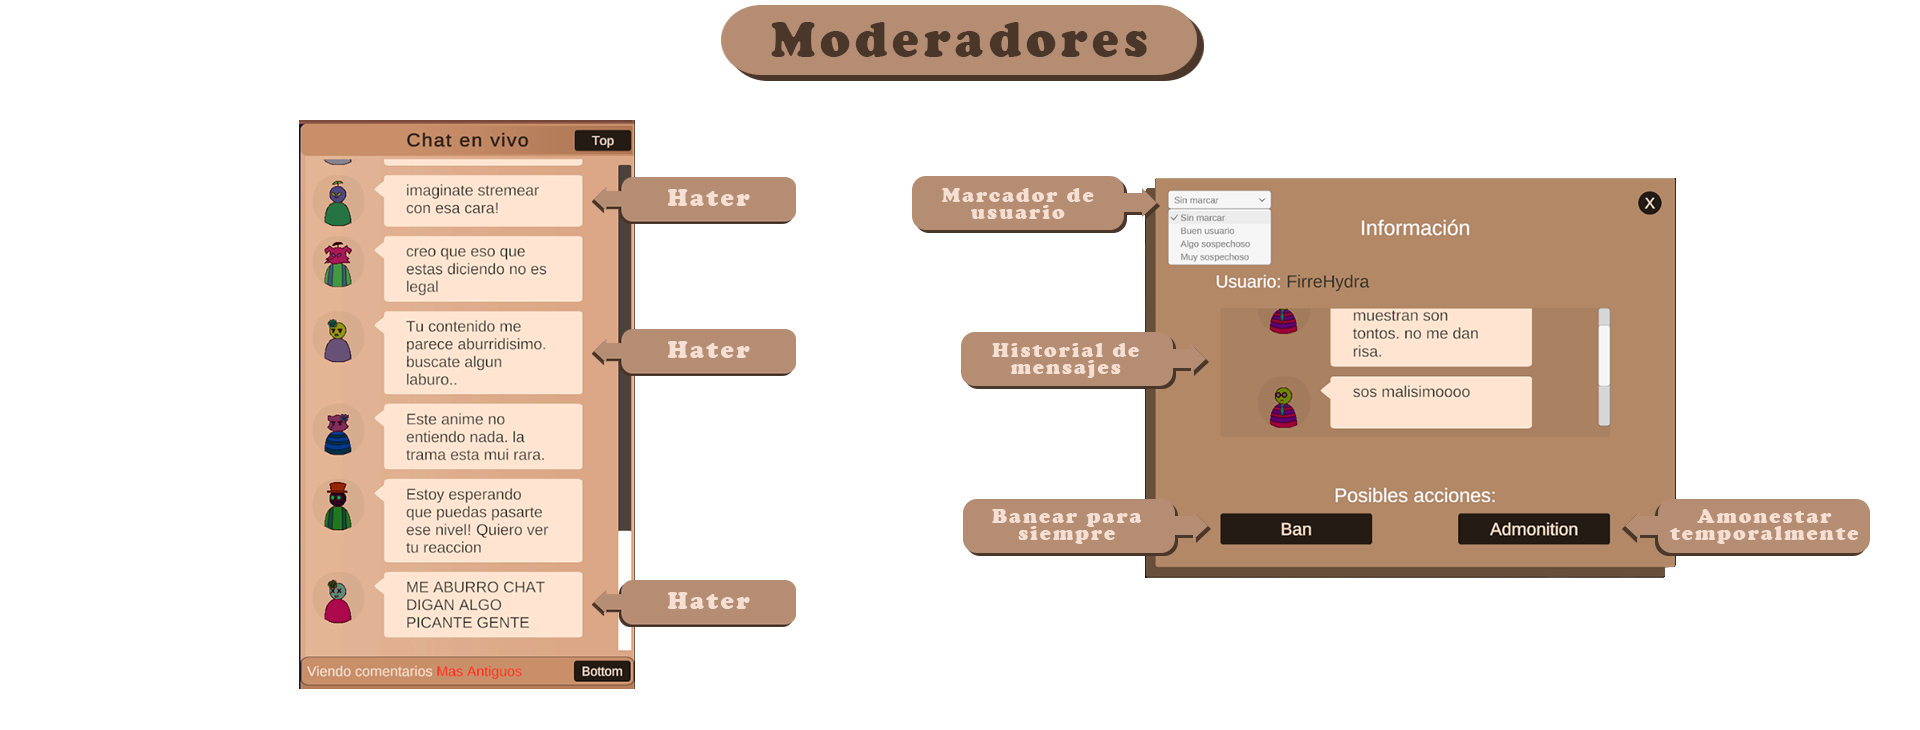 Moderadores
Chat en vivo
Top
imaginate stremear
con esa cara!
Hater
creo que eso que
estas diciendo no es
legal
Tu contenido me
parece aburridisimo.
buscate algun
laburo..
Hater
Este anime no
entiendo nada. la
trama esta mui rara.
Estoy esperando
que puedas pasarte
ese nivel! Quiero ver
tu reaccion
ME ABURRO CHAT
DIGAN ALGO
PICANTE GENTE
Hater
Viendo comentarios Mas Antiguos
Bottom
Marcador de
usuario
Sin marcar
Sin marcar
Buen usuario
Algo sospechoso
Muy sospechoso
X
Información
Usuario: FirreHydra
Historial de
mensajes
muestran son
tontos. no me dan
risa.
sos malisimoooo
Posibles acciones:
Banear para
siempre
Ban
Admonition
Amonestar
temporalmente